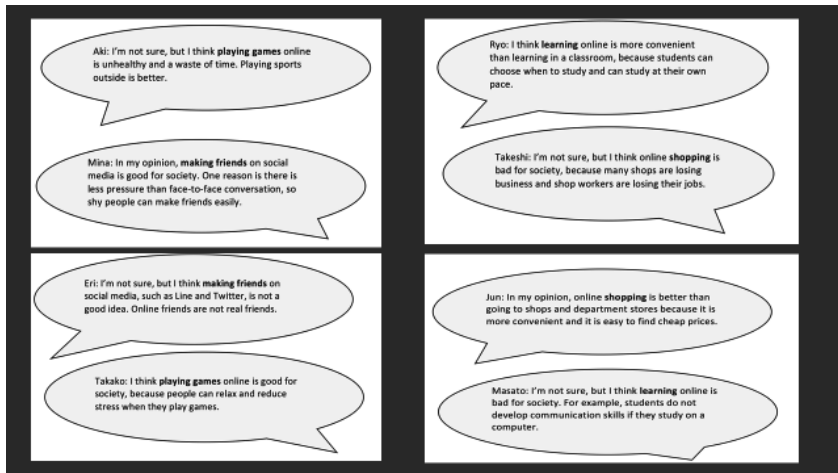 Aki: I'm not sure, but I think playing games online
is unhealthy and a waste of time. Playing sports
outside is better.
Mina: In my opinion, making friends on social
media is good for society. One reason is there is
less pressure than face-to-face conversation, so
shy people can make friends easily.
Ryo: I think learning online is more convenient
than learning in a classroom, because students can
choose when to study and can study at their own
pace.
Takeshi: I'm not sure, but I think online shopping is
bad for society, because many shops are losing
business and shop workers are losing their jobs.
Eri: I'm not sure, but I think making friends on
social media, such as Line and Twitter, is not a
good idea. Online friends are not real friends.
Takako: I think playing games online is good for
society, because people can relax and reduce
stress when they play games.
Jun: In my opinion, online shopping is better than
going to shops and department stores because it is
more convenient and it is easy to find cheap prices.
Masato: I'm not sure, but I think learning online is
bad for society. For example, students do not
develop communication skills if they study on a
computer.